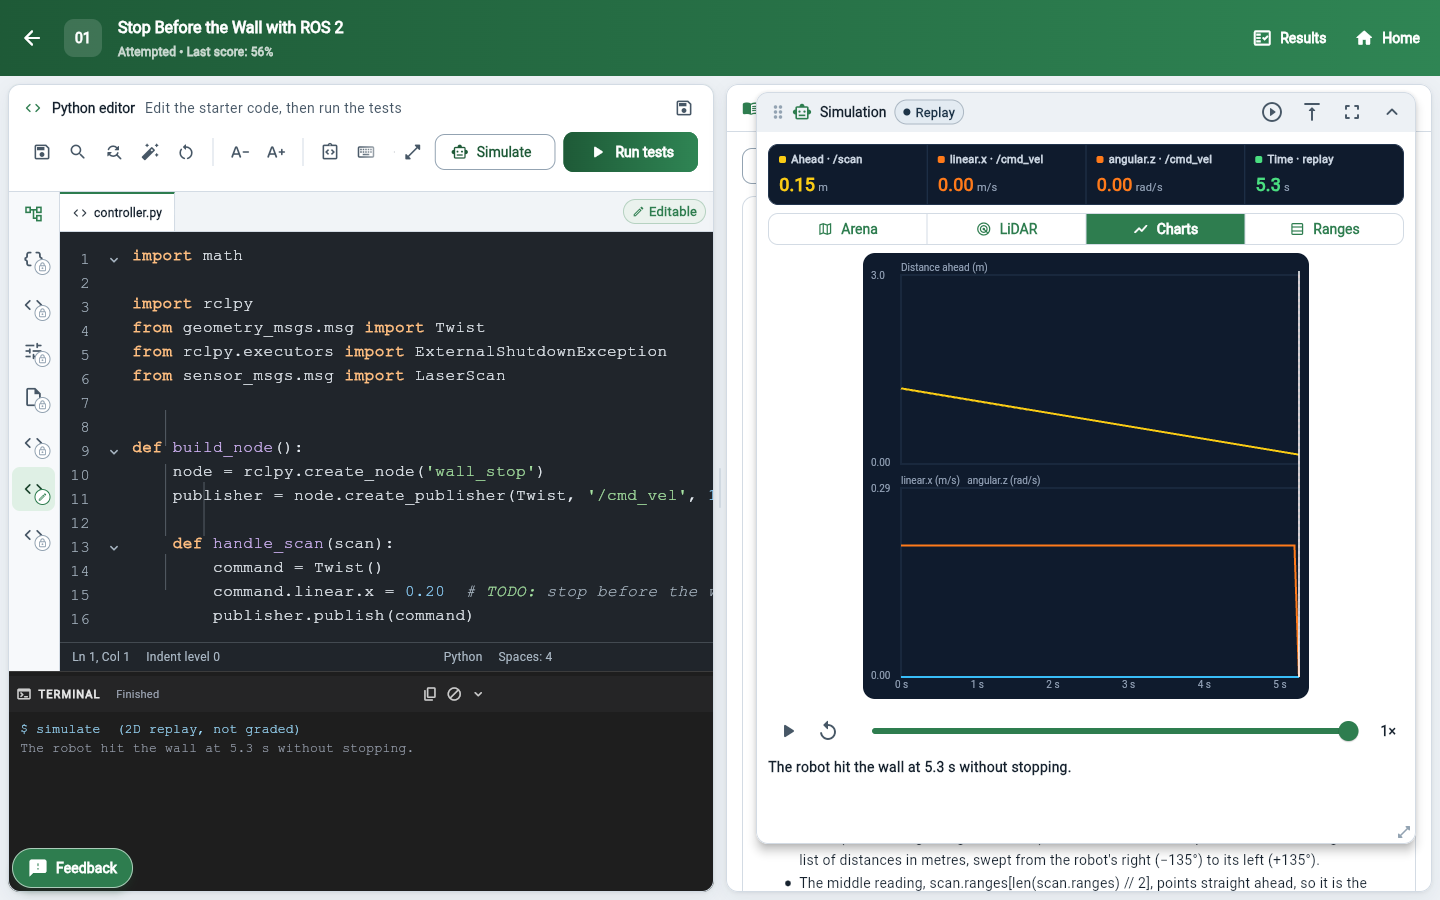 01
Stop Before the Wall with ROS 2
Attempted • Last score: 56%
Results
Home
Python editor
Edit the starter code, then run the tests
A−
A+
Simulate
Run tests
controller.py
Editable
1 import math
2
3 import rclpy
4 from geometry_msgs.msg import Twist
5 from rclpy.executors import ExternalShutdownException
6 from sensor_msgs.msg import LaserScan
7
8
9 def build_node():
10 node = rclpy.create_node('wall_stop')
11 publisher = node.create_publisher(Twist, '/cmd_vel', 1
12
13 def handle_scan(scan):
14 command = Twist()
15 command.linear.x = 0.20 # TODO: stop before the
16 publisher.publish(command)
Ln 1, Col 1
Indent level 0
Python
Spaces: 4
TERMINAL
Finished
$ simulate (2D replay, not graded)
The robot hit the wall at 5.3 s without stopping.
Feedback
Simulation
Replay
Ahead · /scan
0.15 m
linear.x · /cmd_vel
0.00 m/s
angular.z · /cmd_vel
0.00 rad/s
Time · replay
5.3 s
Arena
LiDAR
Charts
Ranges
Distance ahead (m)
3.0
0.00
linear.x (m/s) angular.z (rad/s)
0.29
0.00
0 s 1 s 2 s 3 s 4 s 5 s
1×
The robot hit the wall at 5.3 s without stopping.
list of distances in metres, swept from the robot's right (−135°) to its left (+135°).
• The middle reading, scan.ranges[len(scan.ranges) // 2], points straight ahead, so it is the